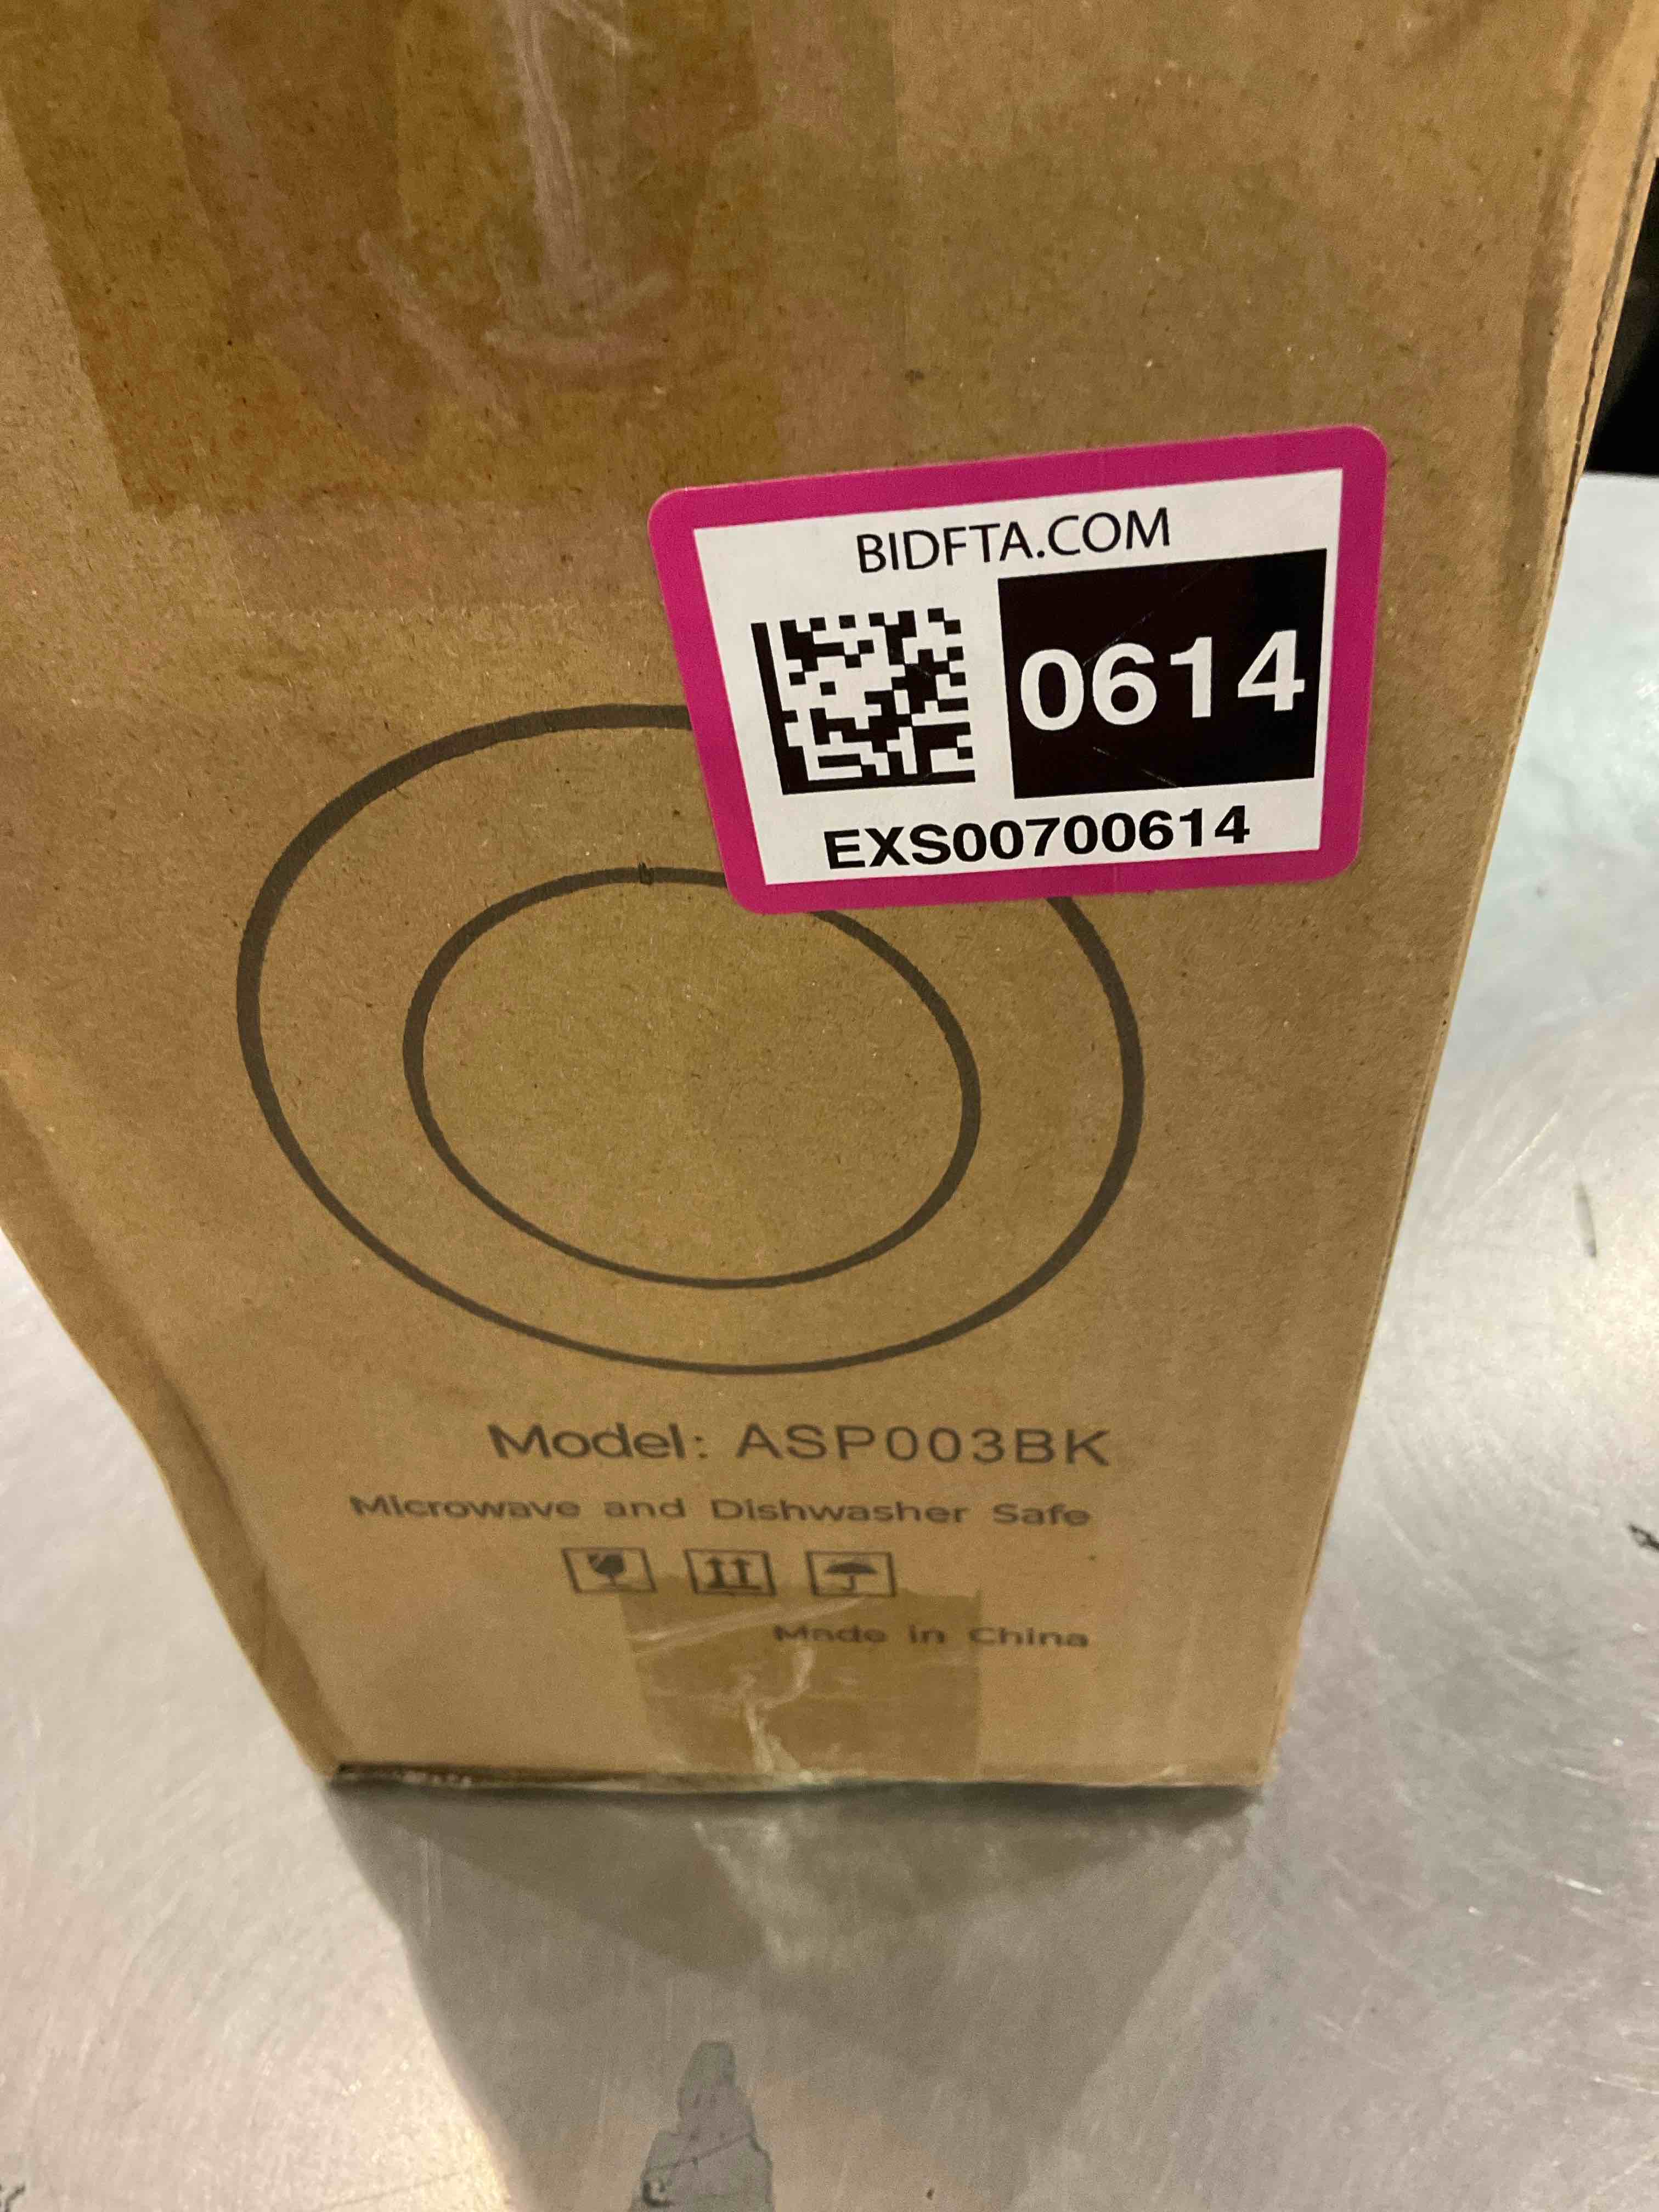 BIDFTA.COM
0614
EXS00700614
Model: ASP003BK
Microwave and Dishwasher Safe
Made in China